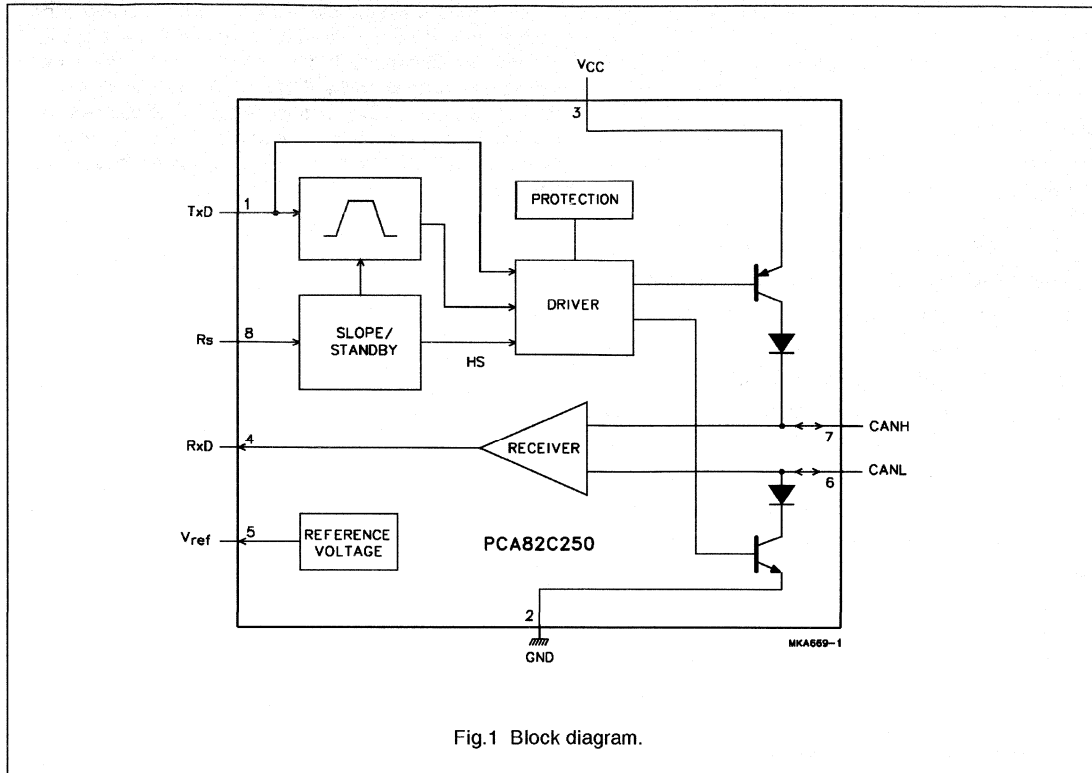 VCC
3
TxD
1
PROTECTION
DRIVER
Rs
8
SLOPE/
STANDBY
HS
RxD
4
RECEIVER
7
CANH
6
CANL
Vref
5
REFERENCE
VOLTAGE
PCA82C250
2
GND
MKA669-1
Fig.1 Block diagram.